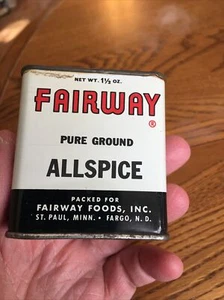 NET WT. 1½ OZ.
FAIRWAY®
PURE GROUND
ALLSPICE
PACKED FOR
FAIRWAY FOODS, INC.
ST. PAUL, MINN. • FARGO, N. D.